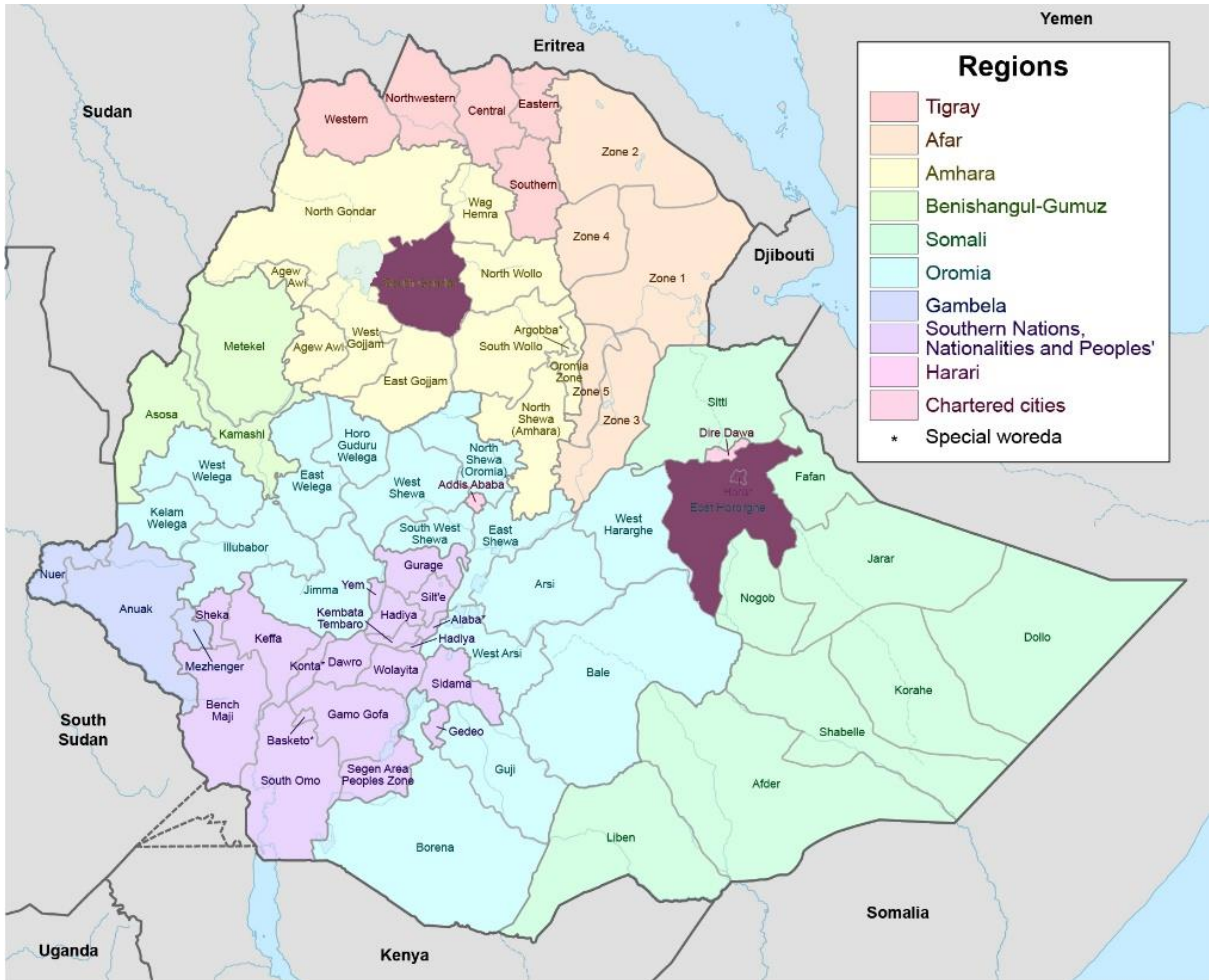 Yemen
Eritrea
Sudan
Djibouti
South
Sudan
Uganda
Kenya
Somalia
Regions
Tigray
Afar
Amhara
Benishangul-Gumuz
Somali
Oromia
Gambela
Southern Nations,
Nationalities and Peoples'
Harari
Chartered cities
* Special woreda
Western
Northwestern
Central
Eastern
Southern
Zone 2
Zone 4
Zone 1
Zone 5
Zone 3
North Gondar
Wag
Hemra
Agew
Awi
North Wollo
Argobba*
South Wollo
Oromia
Zone
West
Gojjam
Agew Awi
East Gojjam
North
Shewa
(Amhara)
Metekel
Asosa
Kamashi
Sitti
Dire Dawa
Fafan
East Hararghe
Jarar
Nogob
Dollo
Korahe
Shabelle
Afder
Liben
West
Welega
Horo
Guduru
Welega
East
Welega
North
Shewa
(Oromia)
West
Shewa
Addis Ababa
Kelam
Welega
South West
Shewa
East
Shewa
West
Hararghe
Illubabor
Jimma
Arsi
West Arsi
Bale
Guji
Borena
Nuer
Anuak
Mezhenger
Gurage
Yem
Silt'e
Hadiya
Kembata
Tembaro
Alaba*
Hadiya
Sheka
Keffa
Konta*
Dawro
Wolayita
Sidama
Bench
Maji
Gamo Gofa
Basketo*
Gedeo
South Omo
Segen Area
Peoples Zone